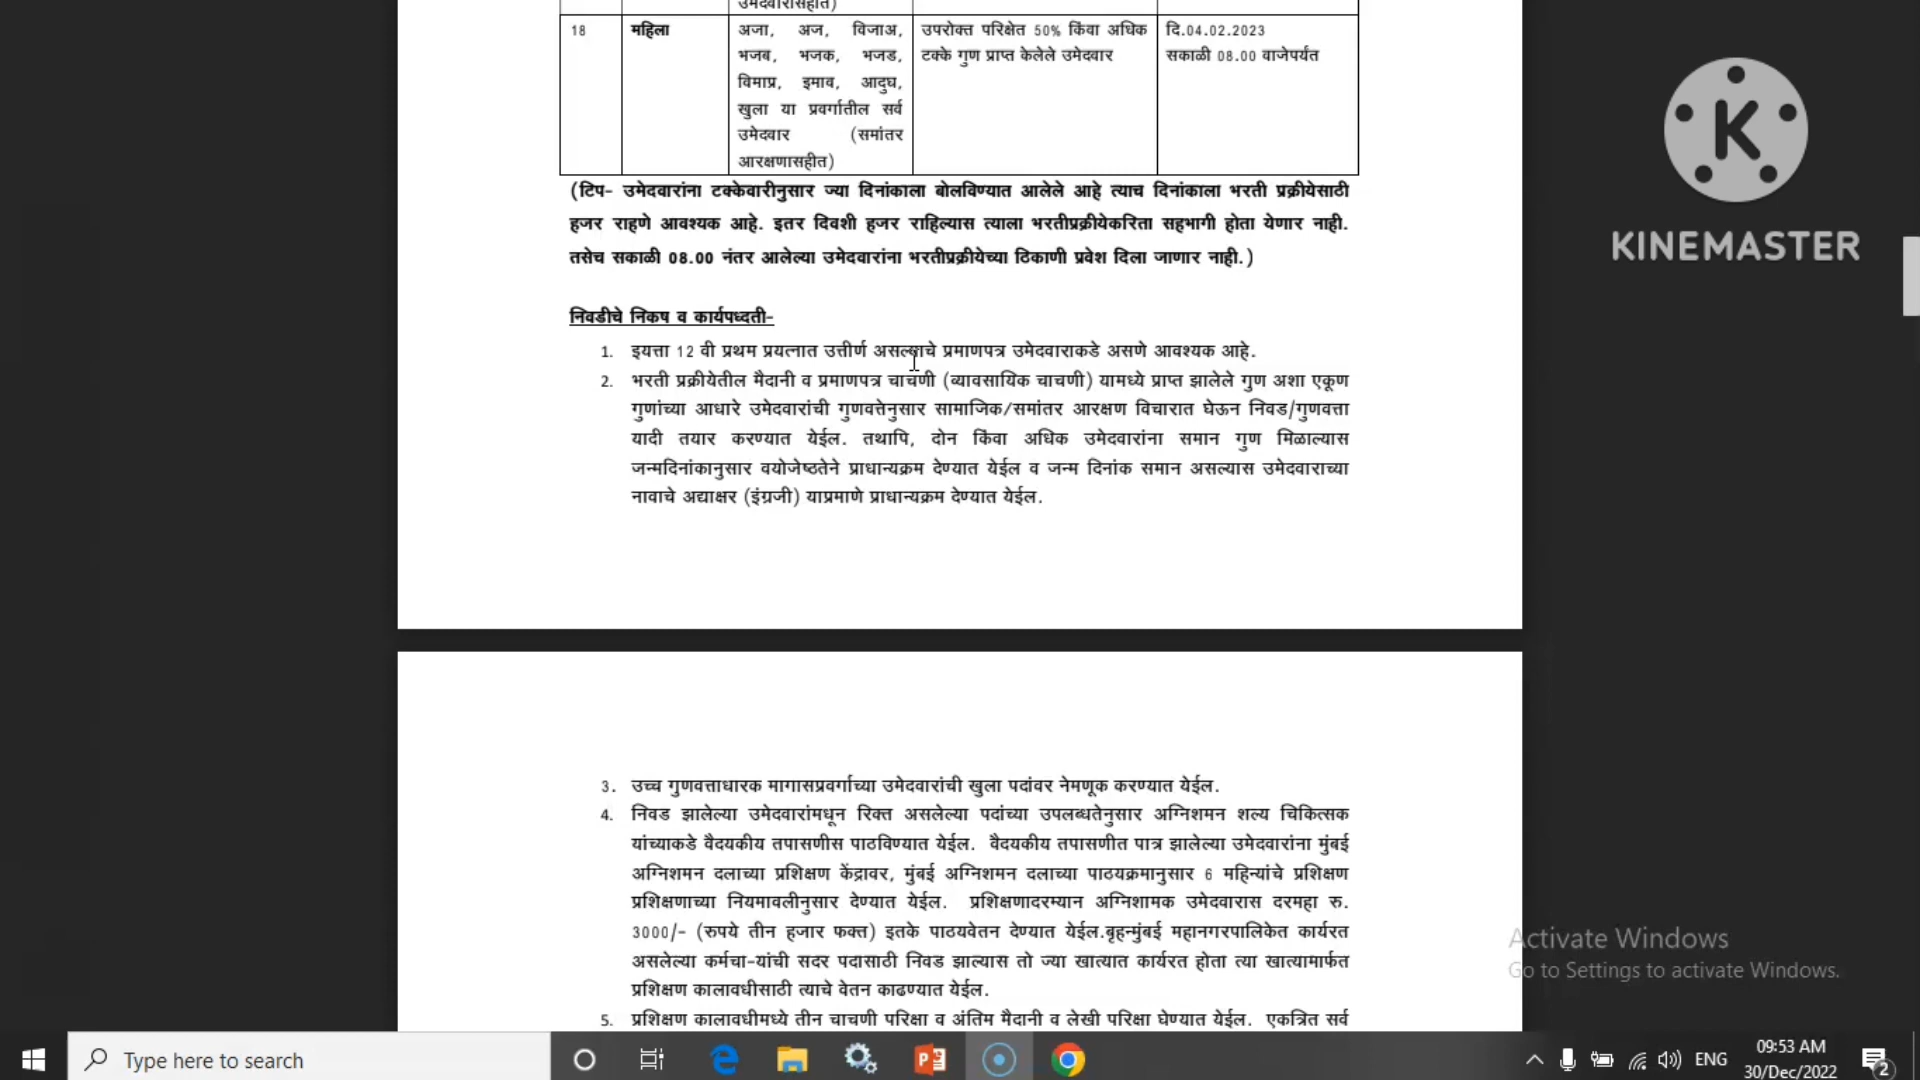 उमेदवारासहीत)
18 महिला अजा, अज, विजाअ, उपरोक्त परिक्षेत 50% किंवा अधिक दि.04.02.2023
भजब, भजक, भजड, टक्के गुण प्राप्त केलेले उमेदवार सकाळी 08.00 वाजेपर्यंत
विमाप्र, इमाव, आदुघ,
खुला या प्रवर्गातील सर्व
उमेदवार (समांतर
आरक्षणासहीत)
(टिप- उमेदवारांना टक्केवारीनुसार ज्या दिनांकाला बोलविण्यात आलेले आहे त्याच दिनांकाला भरती प्रक्रीयेसाठी
हजर राहणे आवश्यक आहे. इतर दिवशी हजर राहिल्यास त्याला भरतीप्रक्रीयेकरिता सहभागी होता येणार नाही.
तसेच सकाळी 08.00 नंतर आलेल्या उमेदवारांना भरतीप्रक्रीयेच्या ठिकाणी प्रवेश दिला जाणार नाही.)
निवडीचे निकष व कार्यपध्दती-
1. इयत्ता 12 वी प्रथम प्रयत्नात उत्तीर्ण असल्याचे प्रमाणपत्र उमेदवाराकडे असणे आवश्यक आहे.
2. भरती प्रक्रीयेतील मैदानी व प्रमाणपत्र चाचणी (व्यावसायिक चाचणी) यामध्ये प्राप्त झालेले गुण अशा एकूण
गुणांच्या आधारे उमेदवारांची गुणवत्तेनुसार सामाजिक/समांतर आरक्षण विचारात घेऊन निवड/गुणवत्ता
यादी तयार करण्यात येईल. तथापि, दोन किंवा अधिक उमेदवारांना समान गुण मिळाल्यास
जन्मदिनांकानुसार वयोजेष्ठतेने प्राधान्यक्रम देण्यात येईल व जन्म दिनांक समान असल्यास उमेदवाराच्या
नावाचे अद्याक्षर (इंग्रजी) याप्रमाणे प्राधान्यक्रम देण्यात येईल.
3. उच्च गुणवत्ताधारक मागासप्रवर्गाच्या उमेदवारांची खुला पदांवर नेमणूक करण्यात येईल.
4. निवड झालेल्या उमेदवारांमधून रिक्त असलेल्या पदांच्या उपलब्धतेनुसार अग्निशमन शल्य चिकित्सक
यांच्याकडे वैदयकीय तपासणीस पाठविण्यात येईल. वैदयकीय तपासणीत पात्र झालेल्या उमेदवारांना मुंबई
अग्निशमन दलाच्या प्रशिक्षण केंद्रावर, मुंबई अग्निशमन दलाच्या पाठयक्रमानुसार 6 महिन्यांचे प्रशिक्षण
प्रशिक्षणाच्या नियमावलीनुसार देण्यात येईल. प्रशिक्षणादरम्यान अग्निशामक उमेदवारास दरमहा रु.
3000/- (रुपये तीन हजार फक्त) इतके पाठयवेतन देण्यात येईल.बृहन्मुंबई महानगरपालिकेत कार्यरत
असलेल्या कर्मचा-यांची सदर पदासाठी निवड झाल्यास तो ज्या खात्यात कार्यरत होता त्या खात्यामार्फत
प्रशिक्षण कालावधीसाठी त्याचे वेतन काढण्यात येईल.
5. प्रशिक्षण कालावधीमध्ये तीन चाचणी परिक्षा व अंतिम मैदानी व लेखी परिक्षा घेण्यात येईल. एकत्रित सर्व
K
KINEMASTER
Activate Windows
Go to Settings to activate Windows.
Type here to search
ENG
09:53 AM
30/Dec/2022
2